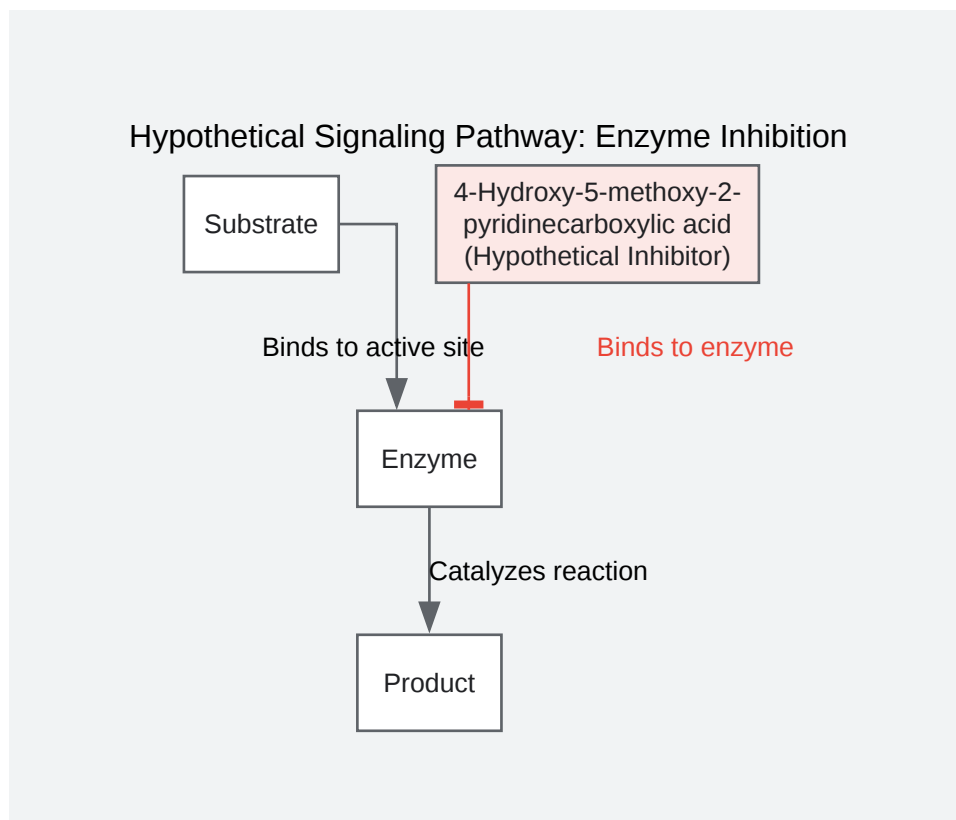 Hypothetical Signaling Pathway: Enzyme Inhibition
Substrate
4-Hydroxy-5-methoxy-2-
pyridinecarboxylic acid
(Hypothetical Inhibitor)
Binds to active site
Binds to enzyme
Enzyme
Catalyzes reaction
Product